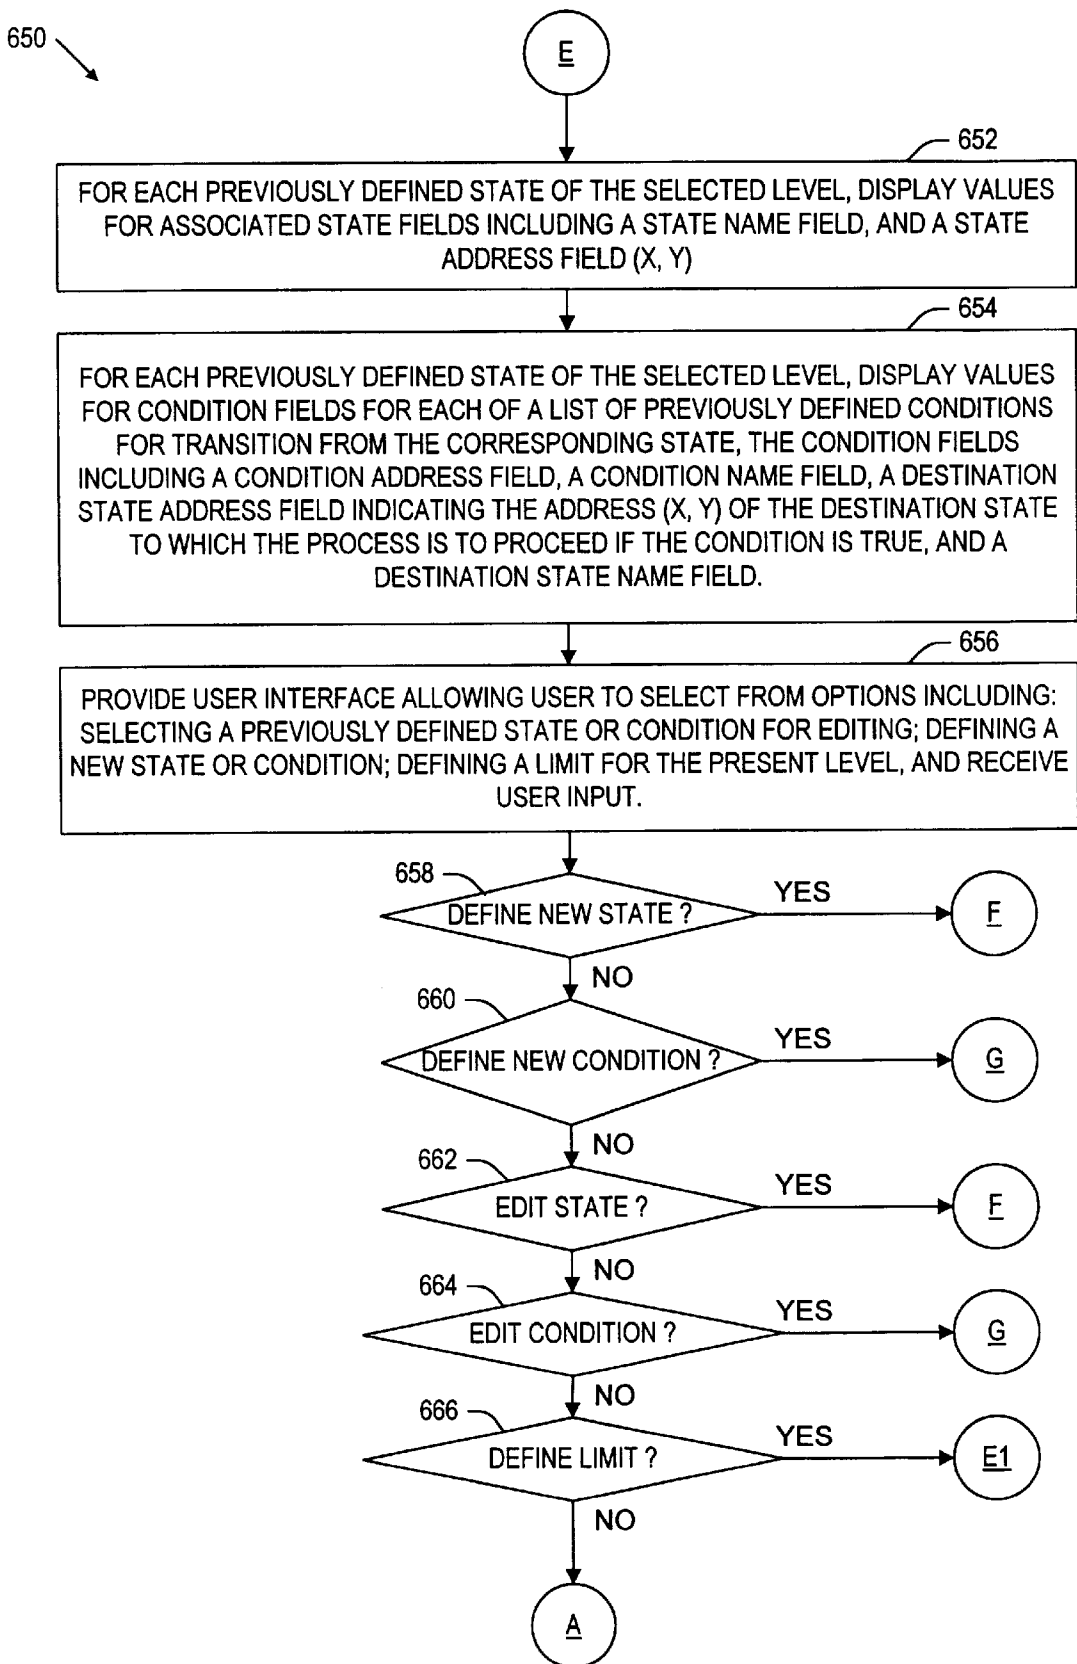 650
E
652
FOR EACH PREVIOUSLY DEFINED STATE OF THE SELECTED LEVEL, DISPLAY VALUES
FOR ASSOCIATED STATE FIELDS INCLUDING A STATE NAME FIELD, AND A STATE
ADDRESS FIELD (X, Y)
654
FOR EACH PREVIOUSLY DEFINED STATE OF THE SELECTED LEVEL, DISPLAY VALUES
FOR CONDITION FIELDS FOR EACH OF A LIST OF PREVIOUSLY DEFINED CONDITIONS
FOR TRANSITION FROM THE CORRESPONDING STATE, THE CONDITION FIELDS
INCLUDING A CONDITION ADDRESS FIELD, A CONDITION NAME FIELD, A DESTINATION
STATE ADDRESS FIELD INDICATING THE ADDRESS (X, Y) OF THE DESTINATION STATE
TO WHICH THE PROCESS IS TO PROCEED IF THE CONDITION IS TRUE, AND A
DESTINATION STATE NAME FIELD.
656
PROVIDE USER INTERFACE ALLOWING USER TO SELECT FROM OPTIONS INCLUDING:
SELECTING A PREVIOUSLY DEFINED STATE OR CONDITION FOR EDITING; DEFINING A
NEW STATE OR CONDITION; DEFINING A LIMIT FOR THE PRESENT LEVEL, AND RECEIVE
USER INPUT.
658
DEFINE NEW STATE ?
YES
F
NO
660
DEFINE NEW CONDITION ?
YES
G
NO
662
EDIT STATE ?
YES
F
NO
664
EDIT CONDITION ?
YES
G
NO
666
DEFINE LIMIT ?
YES
E1
NO
A